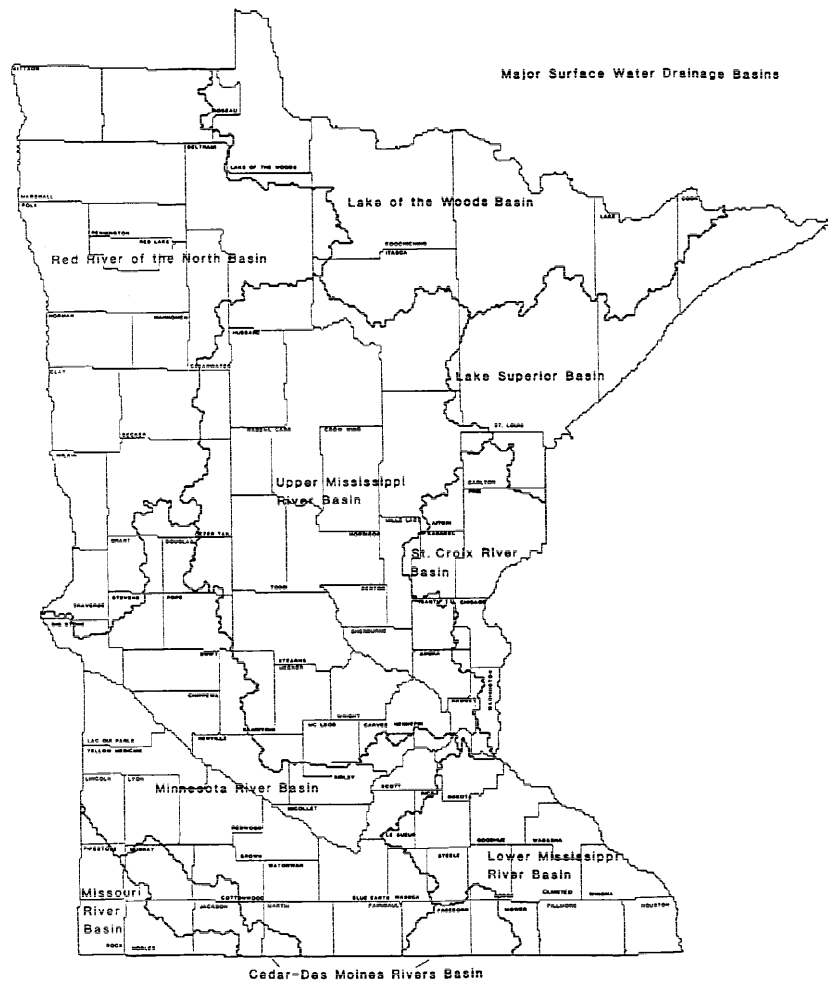 Major Surface Water Drainage Basins
KITTSON
ROSEAU
BELTRAMI
LAKE OF THE WOODS
MARSHALL
POLK
Lake of the Woods Basin
LAKE
COOK
PENNINGTON
RED LAKE
KOOCHICHING
ITASCA
Red River of the North Basin
NORMAN
MAHNOMEN
HUBBARD
CLAY
CLEARWATER
Lake Superior Basin
BECKER
WADENA
CASS
CROW WING
ST. LOUIS
WILKIN
CARLTON
PINE
Upper Mississippi
River Basin
MILLE LACS
AITKIN
KANABEC
GRANT
DOUGLAS
OTTER TAIL
MORRISON
St. Croix River
Basin
TODD
BENTON
TRAVERSE
STEVENS
POPE
ISANTI
CHISAGO
BIG STONE
SHERBURNE
SWIFT
STEARNS
MEEKER
ANOKA
WASHINGTON
CHIPPEWA
RAMSEY
WRIGHT
KANDIYOHI
MC LEOD
CARVER
HENNEPIN
LAC QUI PARLE
YELLOW MEDICINE
RENVILLE
LINCOLN
LYON
Minnesota River Basin
SIBLEY
SCOTT
RICE
DAKOTA
NICOLLET
REDWOOD
LE SUEUR
GOODHUE
WABASHA
PIPESTONE
MURRAY
BROWN
WATONWAN
STEELE
Lower Mississippi
River Basin
Missouri
River
Basin
COTTONWOOD
BLUE EARTH
WASECA
DODGE
OLMSTED
WINONA
JACKSON
MARTIN
FARIBAULT
FREEBORN
MOWER
FILLMORE
HOUSTON
ROCK
NOBLES
Cedar-Des Moines Rivers Basin